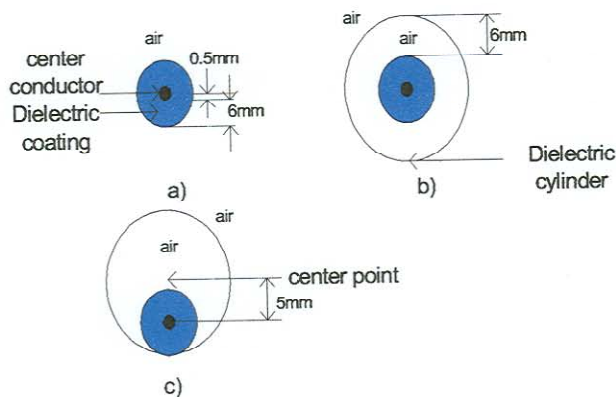 air
center
conductor
Dielectric
coating
0.5mm
6mm
a)
air
air
6mm
Dielectric
cylinder
b)
air
air
center point
5mm
c)